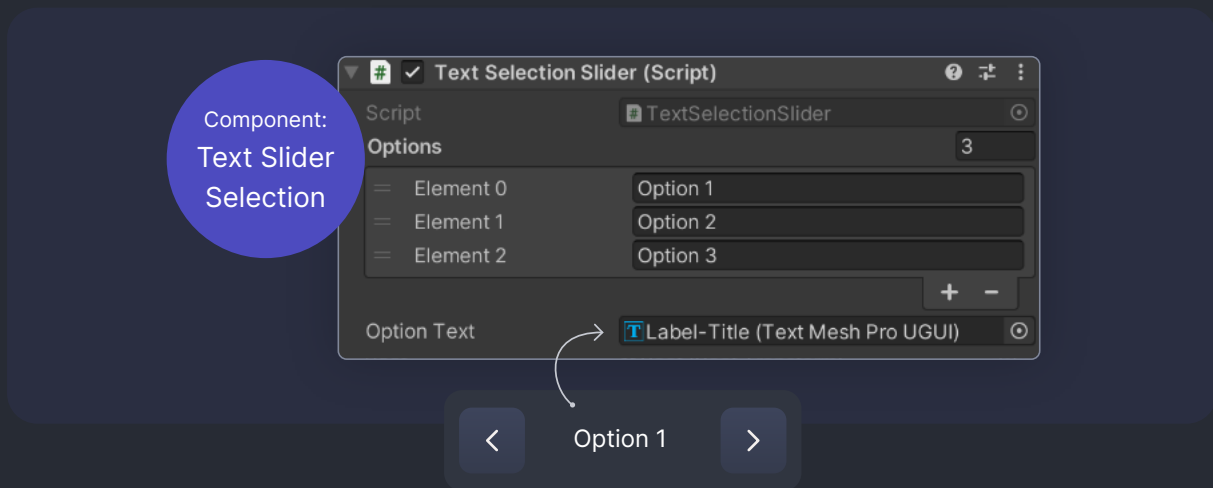 Component:
Text Slider
Selection
# Text Selection Slider (Script)
Script # TextSelectionSlider
Options 3
Element 0 Option 1
Element 1 Option 2
Element 2 Option 3
+ −
Option Text T Label-Title (Text Mesh Pro UGUI)
< Option 1 >